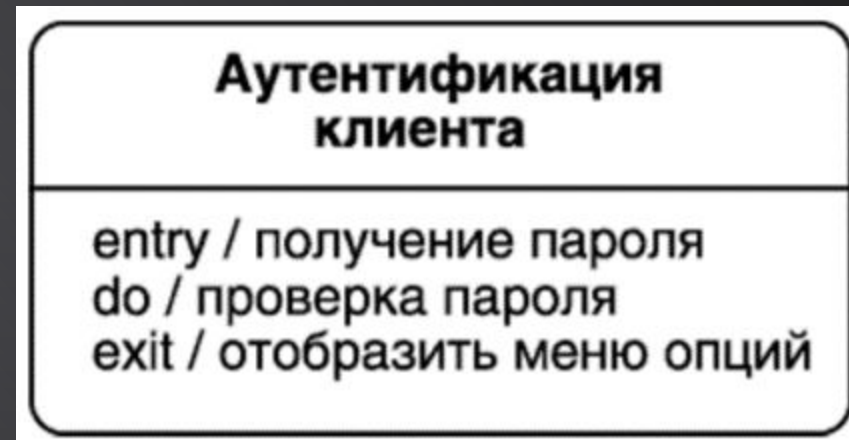 Аутентификация
клиента
entry / получение пароля
do / проверка пароля
exit / отобразить меню опций